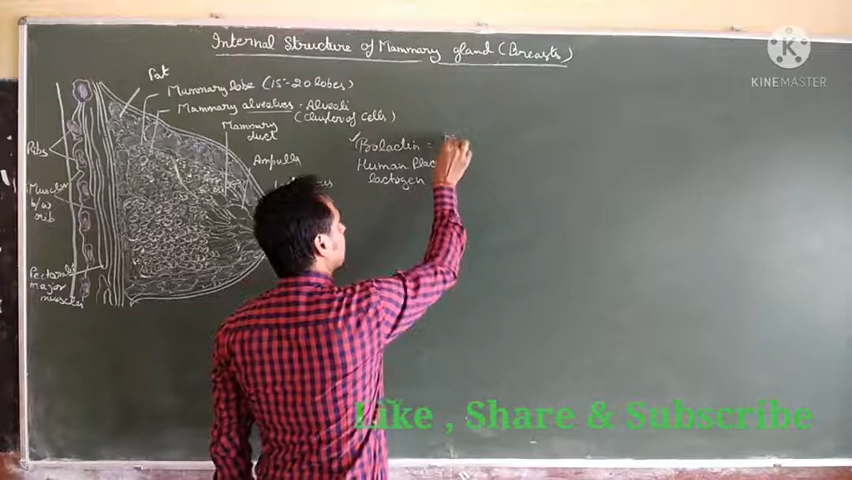 Internal Structure of Mammary gland (Breasts)
Fat
Mammary lobe (15-20 lobes)
Mammary alveolus - Alveoli
(Cluster of Cells)
Mammary
duct
Ampulla
Ribs
Muscles
b/w
rib
Pectoralis
major
muscles
Prolactin =
Human Plac
lactogen
KINEMASTER
Like , Share & Subscribe